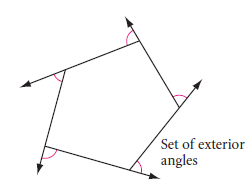 Set of exterior
angles